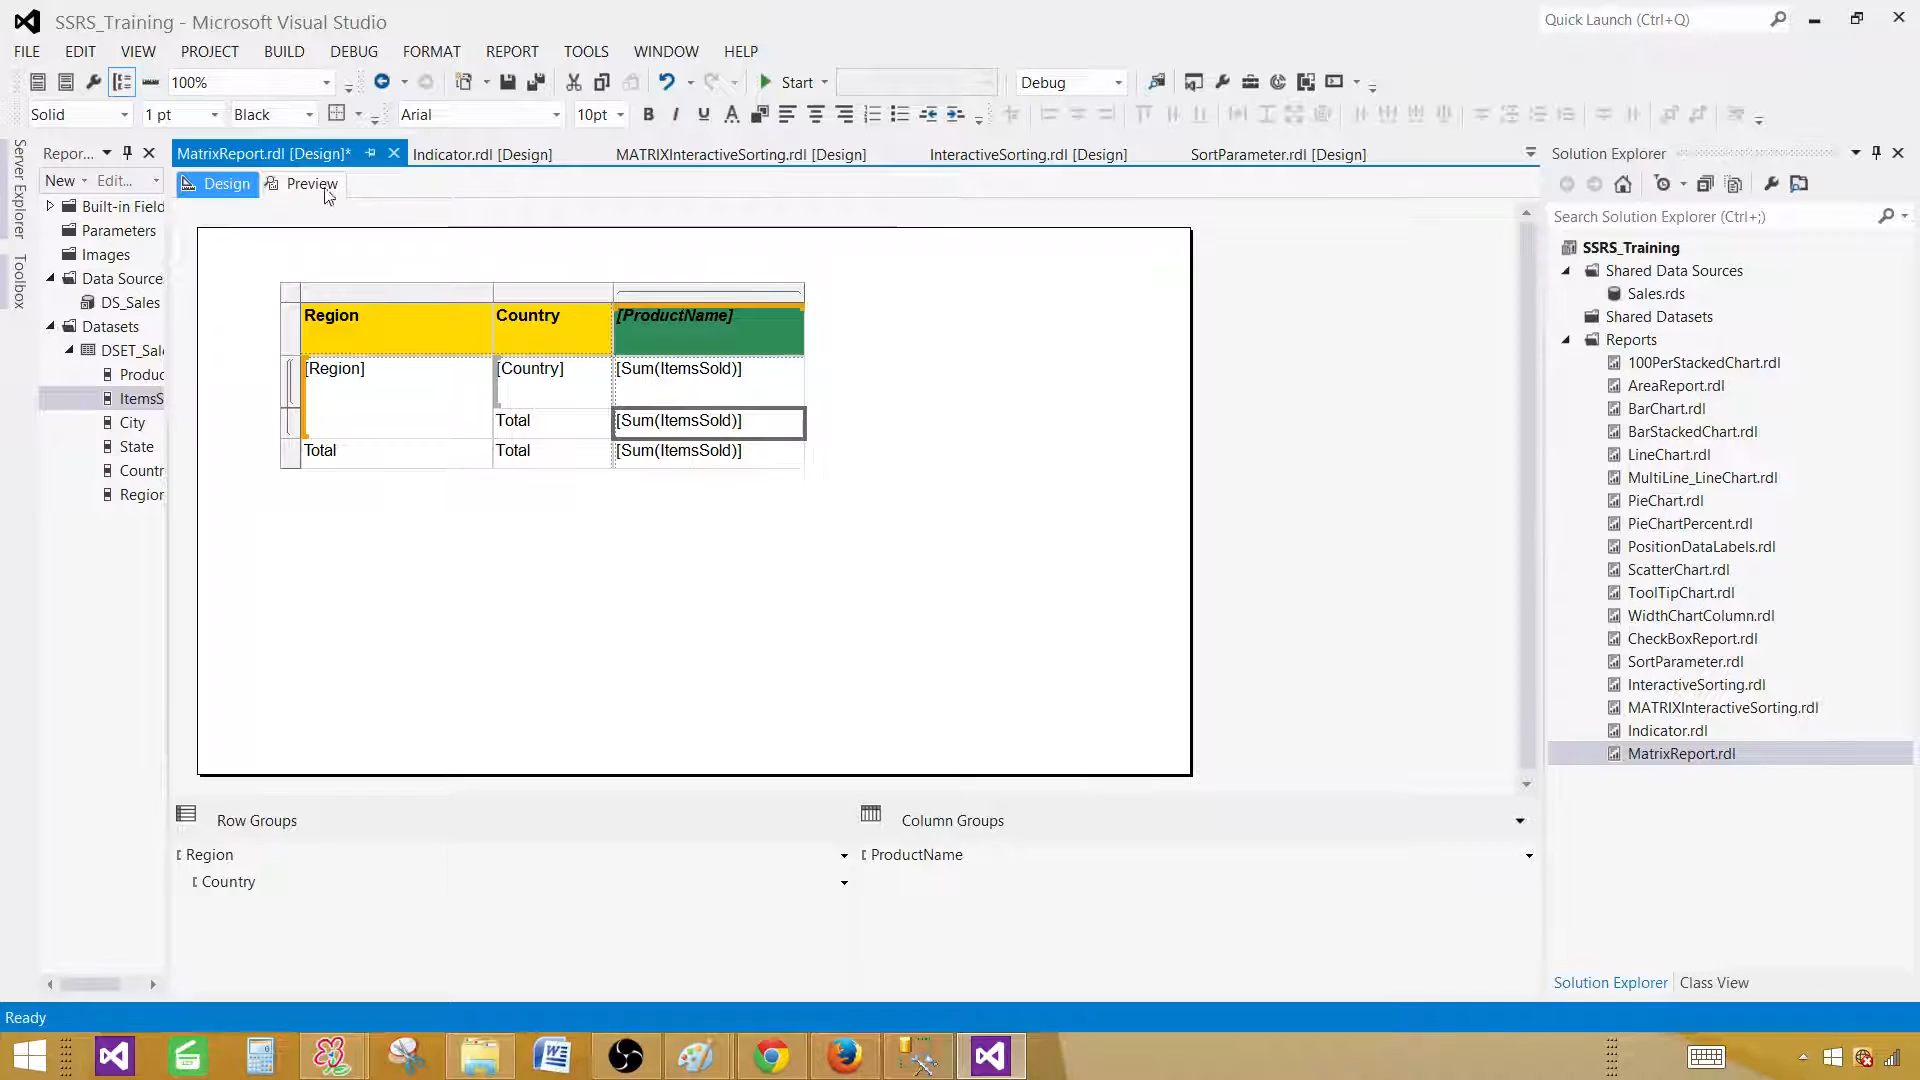 SSRS_Training - Microsoft Visual Studio
Quick Launch (Ctrl+Q)
FILE EDIT VIEW PROJECT BUILD DEBUG FORMAT REPORT TOOLS WINDOW HELP
100% Start Debug
Solid 1 pt Black Arial 10pt B I U A
Server Explorer
Toolbox
Repor...
New Edit...
Built-in Field
Parameters
Images
Data Source
DS_Sales
Datasets
DSET_Sal
Produc
ItemsS
City
State
Countr
Region
MatrixReport.rdl [Design]* Indicator.rdl [Design] MATRIXInteractiveSorting.rdl [Design] InteractiveSorting.rdl [Design] SortParameter.rdl [Design]
Design Preview
Region Country [ProductName]
[Region] [Country] [Sum(ItemsSold)]
Total [Sum(ItemsSold)]
Total Total [Sum(ItemsSold)]
Row Groups Column Groups
Region ProductName
Country
Solution Explorer
Search Solution Explorer (Ctrl+;)
SSRS_Training
Shared Data Sources
Sales.rds
Shared Datasets
Reports
100PerStackedChart.rdl
AreaReport.rdl
BarChart.rdl
BarStackedChart.rdl
LineChart.rdl
MultiLine_LineChart.rdl
PieChart.rdl
PieChartPercent.rdl
PositionDataLabels.rdl
ScatterChart.rdl
ToolTipChart.rdl
WidthChartColumn.rdl
CheckBoxReport.rdl
SortParameter.rdl
InteractiveSorting.rdl
MATRIXInteractiveSorting.rdl
Indicator.rdl
MatrixReport.rdl
Solution Explorer Class View
Ready